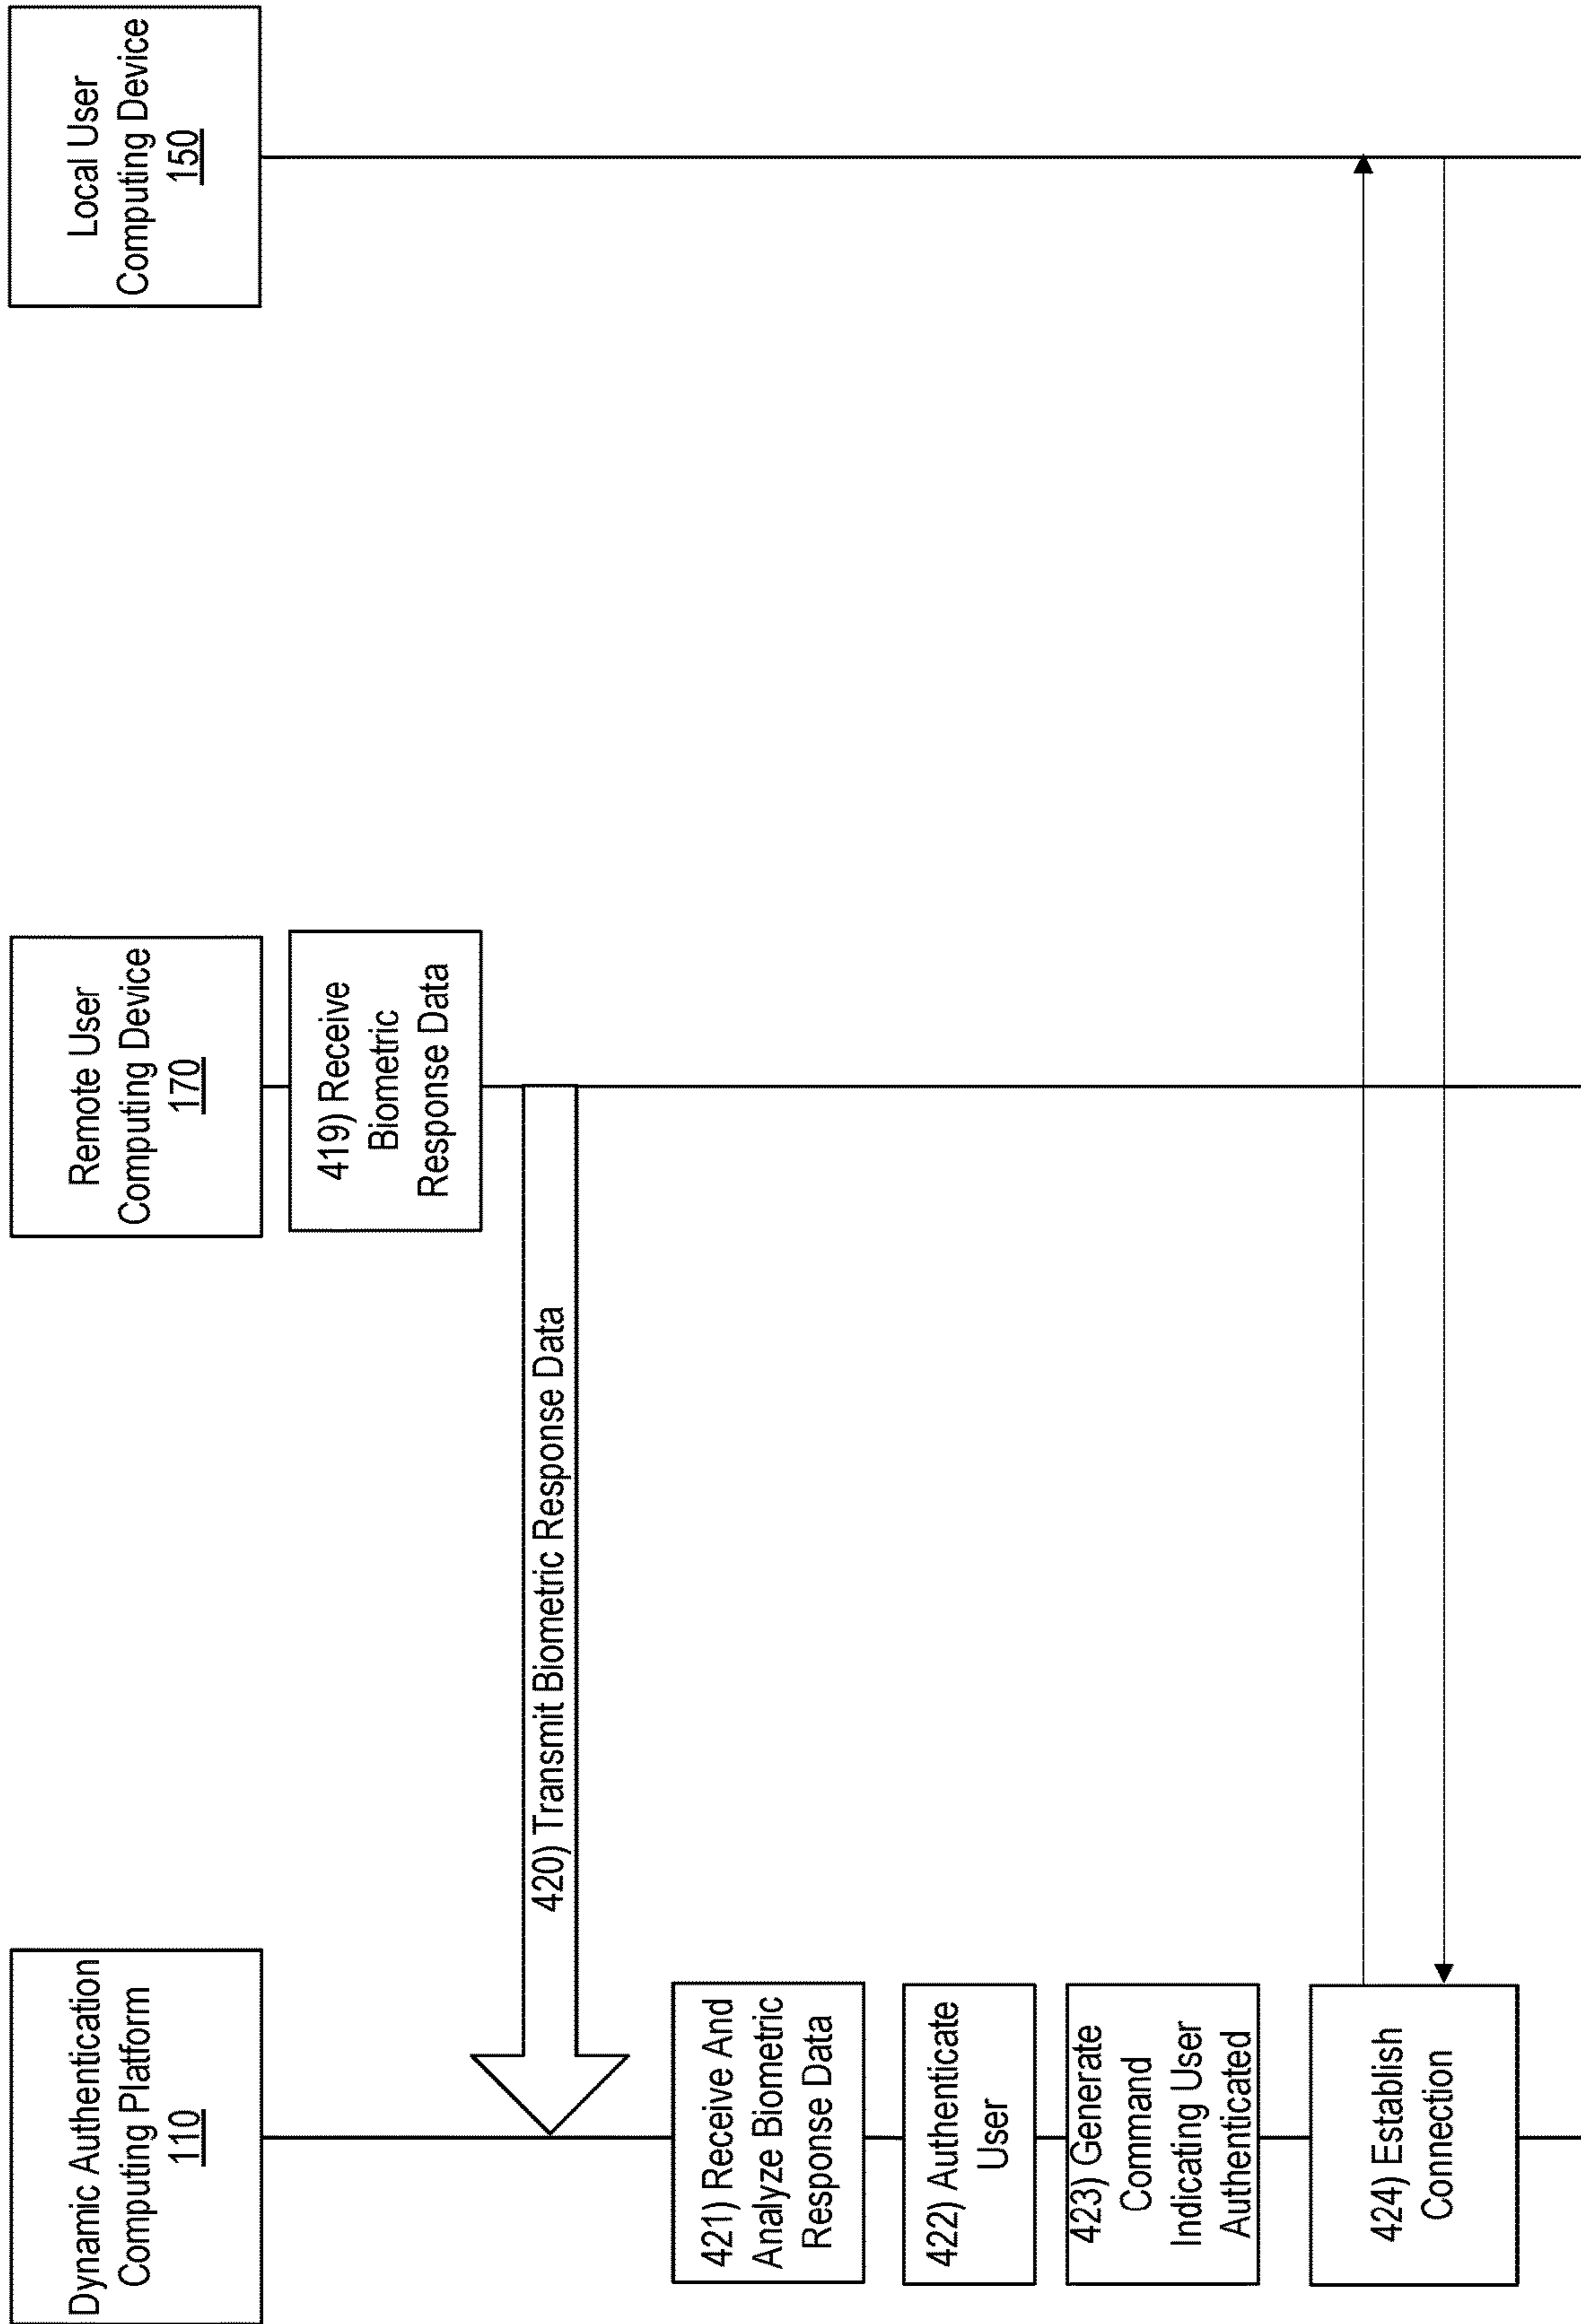 Dynamic Authentication
Computing Platform
110
Remote User
Computing Device
170
Local User
Computing Device
150
419) Receive
Biometric
Response Data
420) Transmit Biometric Response Data
421) Receive And
Analyze Biometric
Response Data
422) Authenticate
User
423) Generate
Command
Indicating User
Authenticated
424) Establish
Connection